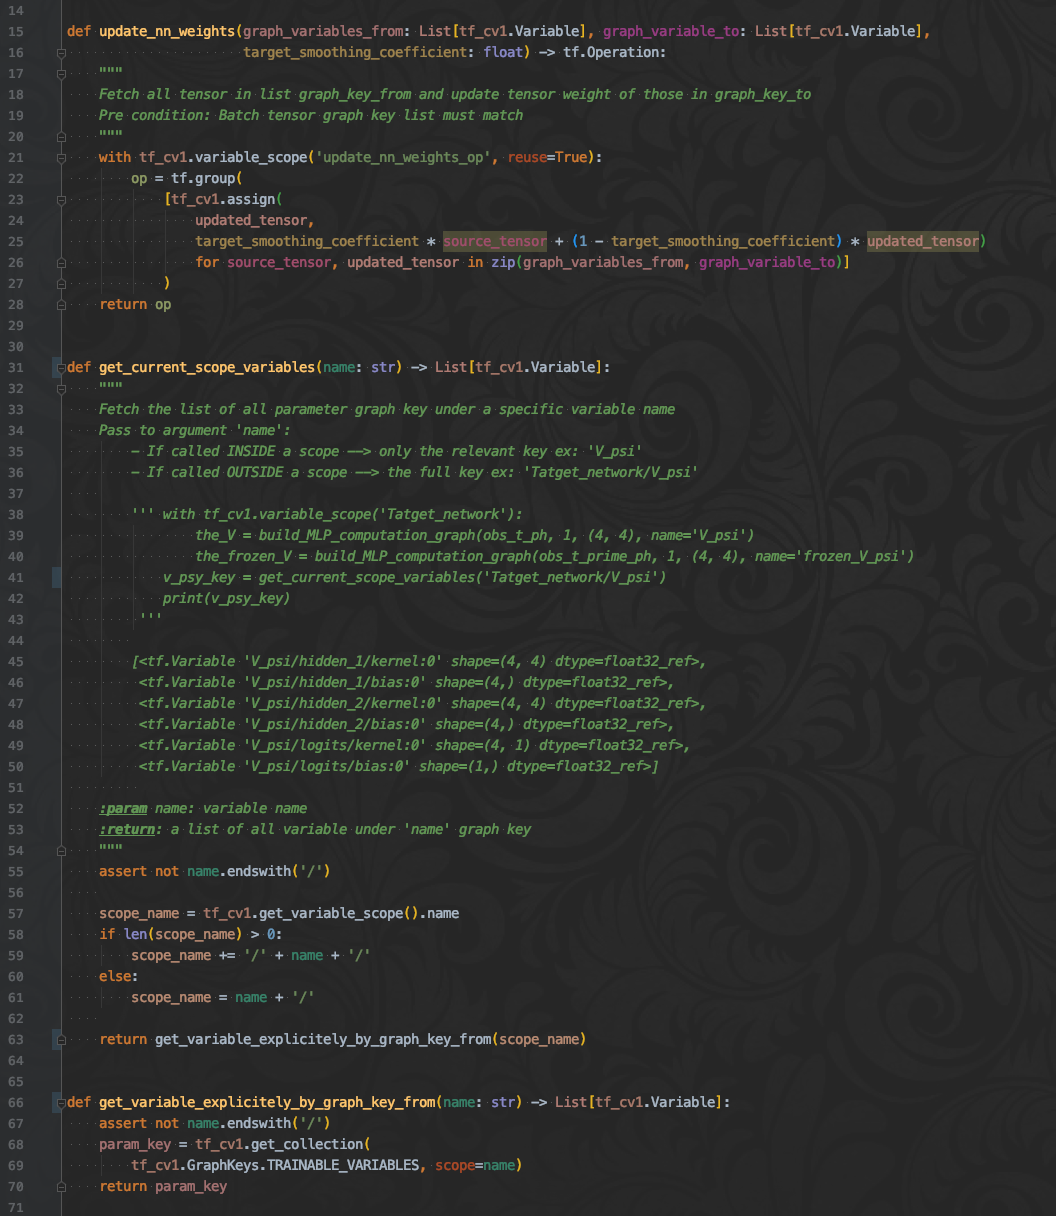 14
15 def update_nn_weights(graph_variables_from: List[tf_cv1.Variable], graph_variable_to: List[tf_cv1.Variable],
16                       target_smoothing_coefficient: float) -> tf.Operation:
17     """
18     Fetch all tensor in list graph_key_from and update tensor weight of those in graph_key_to
19     Pre condition: Batch tensor graph key list must match
20     """
21     with tf_cv1.variable_scope('update_nn_weights_op', reuse=True):
22         op = tf.group(
23             [tf_cv1.assign(
24                 updated_tensor,
25                 target_smoothing_coefficient * source_tensor + (1 - target_smoothing_coefficient) * updated_tensor)
26                 for source_tensor, updated_tensor in zip(graph_variables_from, graph_variable_to)]
27             )
28     return op
29
30
31 def get_current_scope_variables(name: str) -> List[tf_cv1.Variable]:
32     """
33     Fetch the list of all parameter graph key under a specific variable name
34     Pass to argument 'name':
35         - If called INSIDE a scope --> only the relevant key ex: 'V_psi'
36         - If called OUTSIDE a scope --> the full key ex: 'Tatget_network/V_psi'
37
38         ''' with tf_cv1.variable_scope('Tatget_network'):
39                 the_V = build_MLP_computation_graph(obs_t_ph, 1, (4, 4), name='V_psi')
40                 the_frozen_V = build_MLP_computation_graph(obs_t_prime_ph, 1, (4, 4), name='frozen_V_psi')
41             v_psy_key = get_current_scope_variables('Tatget_network/V_psi')
42             print(v_psy_key)
43          '''
44
45         [<tf.Variable 'V_psi/hidden_1/kernel:0' shape=(4, 4) dtype=float32_ref>,
46          <tf.Variable 'V_psi/hidden_1/bias:0' shape=(4,) dtype=float32_ref>,
47          <tf.Variable 'V_psi/hidden_2/kernel:0' shape=(4, 4) dtype=float32_ref>,
48          <tf.Variable 'V_psi/hidden_2/bias:0' shape=(4,) dtype=float32_ref>,
49          <tf.Variable 'V_psi/logits/kernel:0' shape=(4, 1) dtype=float32_ref>,
50          <tf.Variable 'V_psi/logits/bias:0' shape=(1,) dtype=float32_ref>]
51
52     :param name: variable name
53     :return: a list of all variable under 'name' graph key
54     """
55     assert not name.endswith('/')
56
57     scope_name = tf_cv1.get_variable_scope().name
58     if len(scope_name) > 0:
59         scope_name += '/' + name + '/'
60     else:
61         scope_name = name + '/'
62
63     return get_variable_explicitely_by_graph_key_from(scope_name)
64
65
66 def get_variable_explicitely_by_graph_key_from(name: str) -> List[tf_cv1.Variable]:
67     assert not name.endswith('/')
68     param_key = tf_cv1.get_collection(
69         tf_cv1.GraphKeys.TRAINABLE_VARIABLES, scope=name)
70     return param_key
71